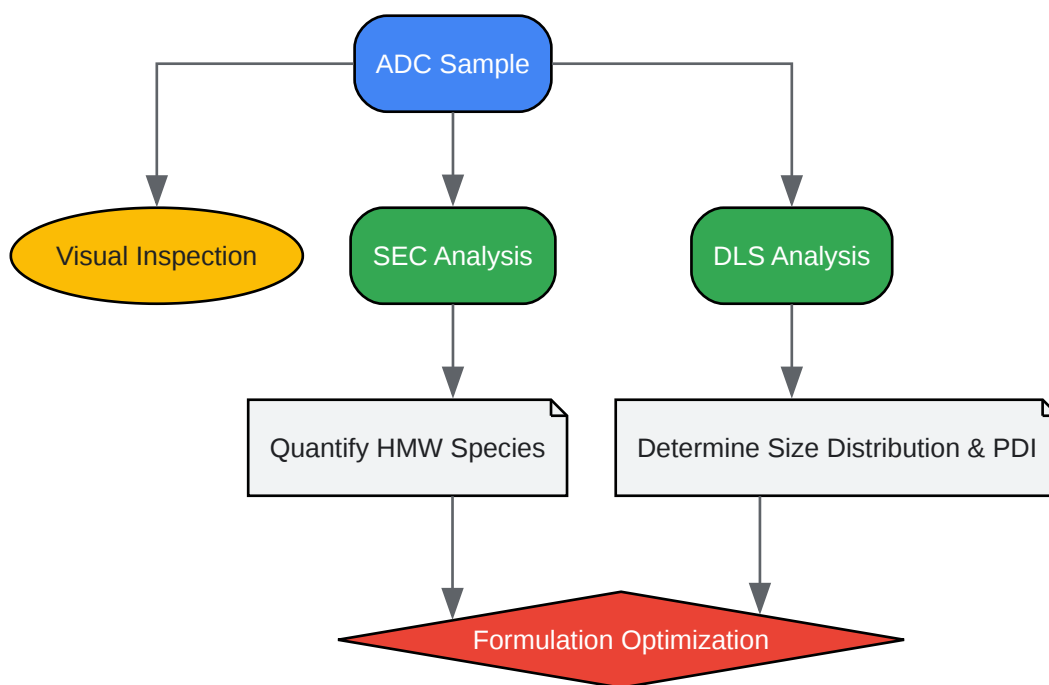 ADC Sample
Visual Inspection
SEC Analysis
DLS Analysis
Quantify HMW Species
Determine Size Distribution & PDI
Formulation Optimization